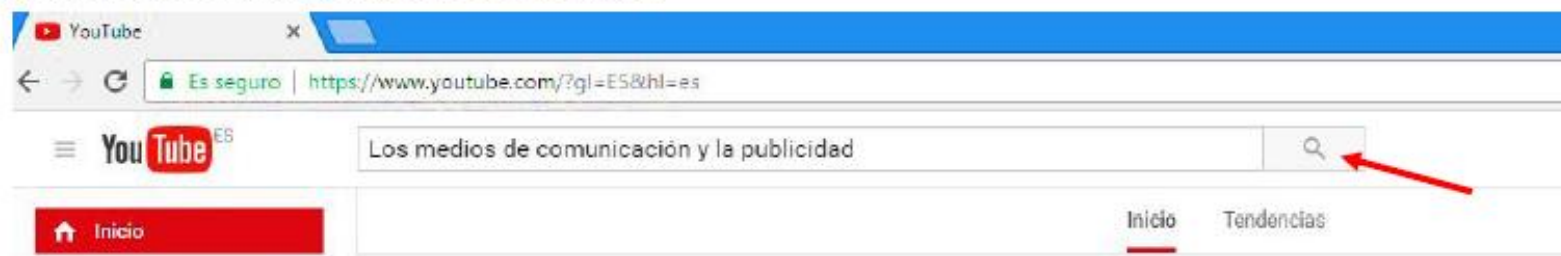 YouTube
Es seguro | https://www.youtube.com/?gl=ES&hl=es
YouTube ES
Los medios de comunicación y la publicidad
Inicio
Inicio Tendencias